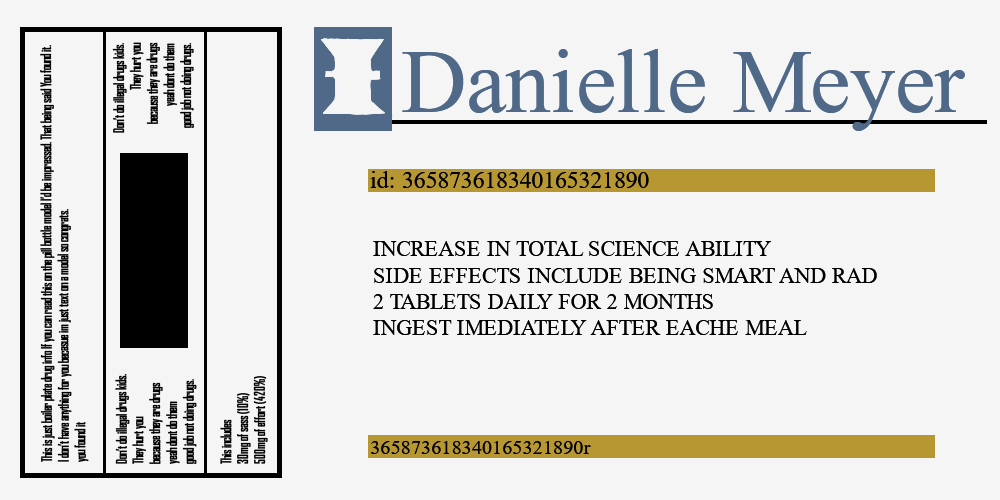 Danielle Meyer
id: 365873618340165321890
INCREASE IN TOTAL SCIENCE ABILITY
SIDE EFFECTS INCLUDE BEING SMART AND RAD
2 TABLETS DAILY FOR 2 MONTHS
INGEST IMEDIATELY AFTER EACHE MEAL
365873618340165321890r
This is just boiler plate drug info If you can read this on the pill bottle model I'd be impressed. That being said You found it.
I don't have anything for you becasue im just text on a model so congrats.
you found it
Don't do illegal drugs kids.
They hurt you
because they are drugs
yeah dont do them
good job not doing drugs.
Don't do illegal drugs kids.
They hurt you
because they are drugs
yeah dont do them
good job not doing drugs.
This includes
30mg of sass (10%)
500mg of effort (420%)